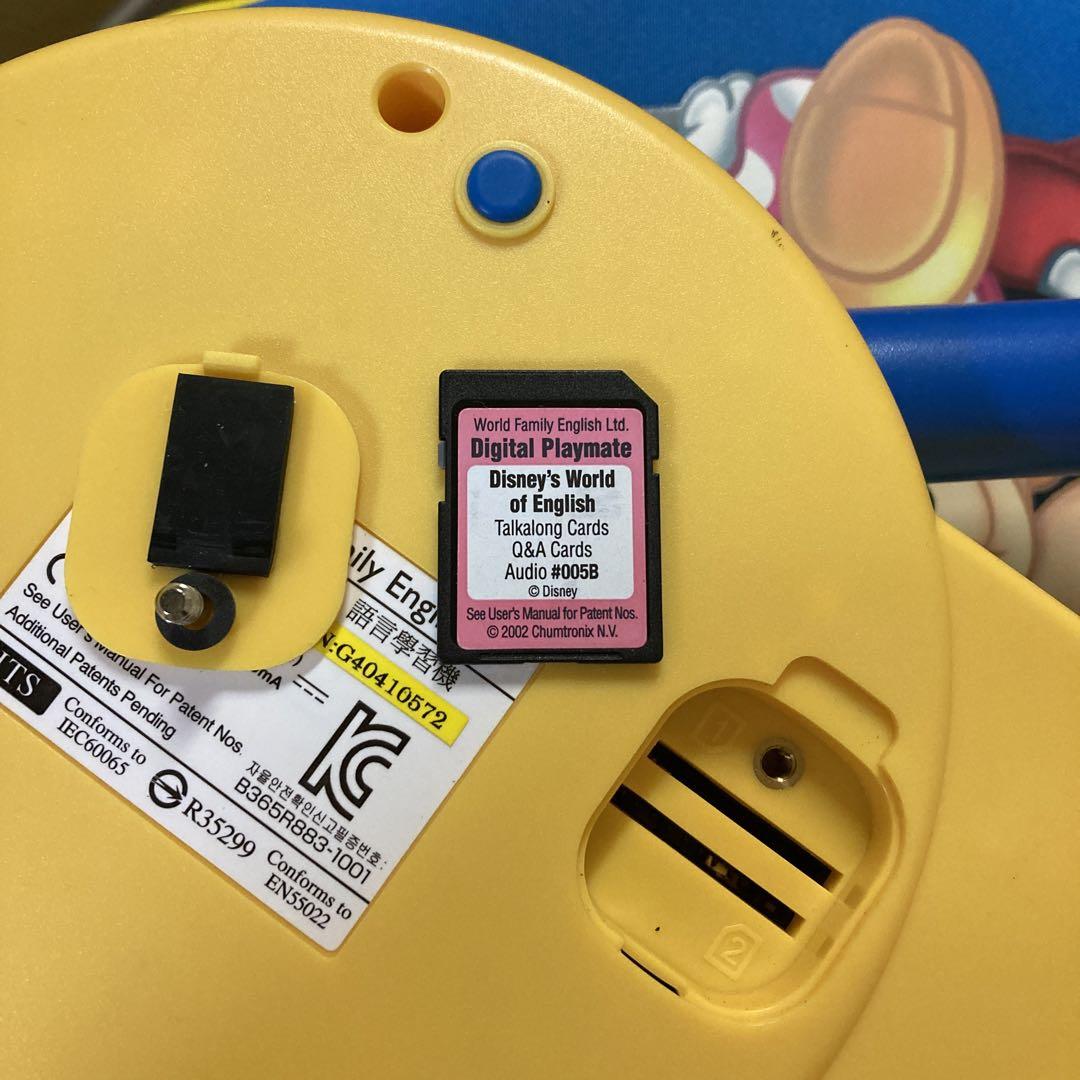 World Family English Ltd.
Digital Playmate
Disney's World
of English
Talkalong Cards
Q&A Cards
Audio #005B
© Disney
See User's Manual for Patent Nos.
© 2002 Chumtronix N.V.
語言學習機
N:G40410572
See User's Manual For Patent Nos.
Additional Patents Pending
ITS
Conforms to
IEC60065
R35299
자율안전확인신고필증번호:
B365R883-1001
Conforms to
EN55022
1
2